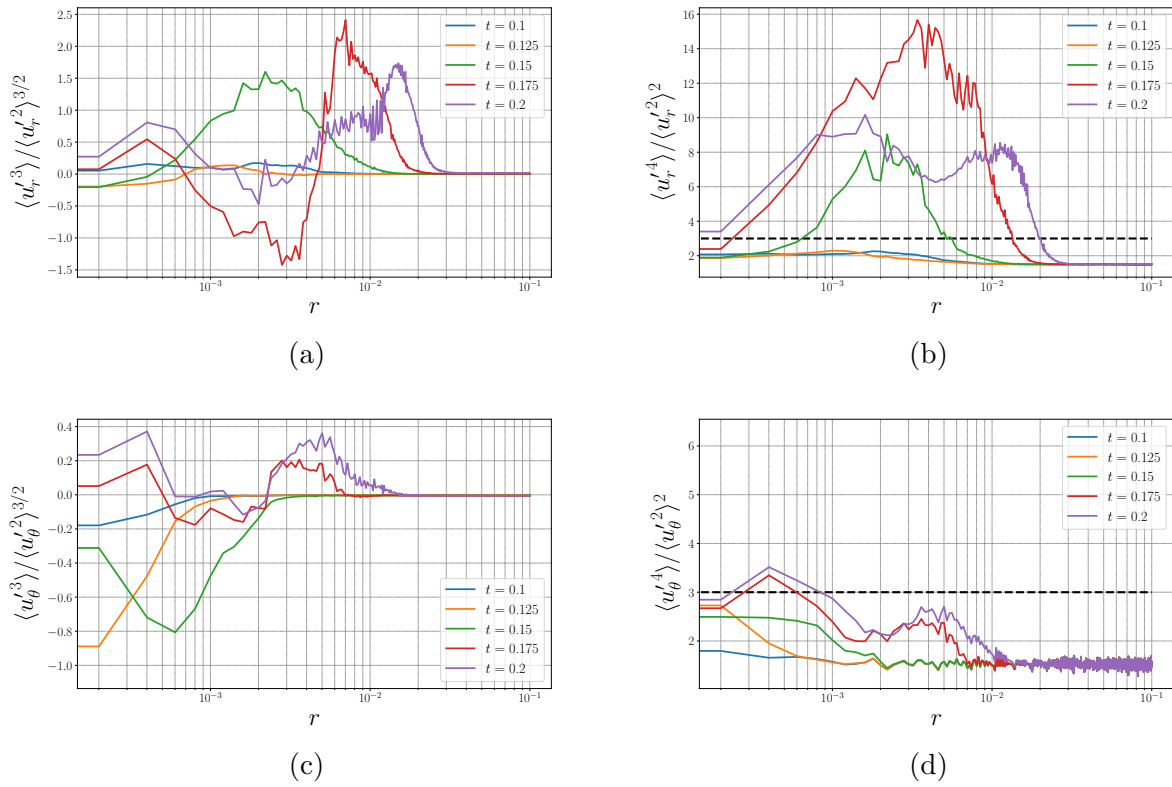 ⟨u′_r^3⟩/⟨u′_r^2⟩^{3/2}
2.5
2.0
1.5
1.0
0.5
0.0
−0.5
−1.0
−1.5
t = 0.1
t = 0.125
t = 0.15
t = 0.175
t = 0.2
10^{−3}
10^{−2}
10^{−1}
r
(a)
⟨u′_r^4⟩/⟨u′_r^2⟩^2
16
14
12
10
8
6
4
2
t = 0.1
t = 0.125
t = 0.15
t = 0.175
t = 0.2
10^{−3}
10^{−2}
10^{−1}
r
(b)
⟨u′_θ^3⟩/⟨u′_θ^2⟩^{3/2}
0.4
0.2
0.0
−0.2
−0.4
−0.6
−0.8
−1.0
t = 0.1
t = 0.125
t = 0.15
t = 0.175
t = 0.2
10^{−3}
10^{−2}
10^{−1}
r
(c)
⟨u′_θ^4⟩/⟨u′_θ^2⟩^2
6
5
4
3
2
t = 0.1
t = 0.125
t = 0.15
t = 0.175
t = 0.2
10^{−3}
10^{−2}
10^{−1}
r
(d)